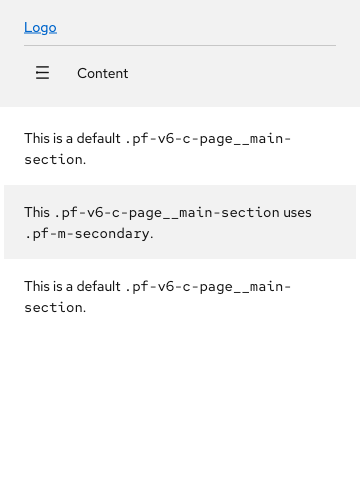 Logo
Content
This is a default .pf-v6-c-page__main-
section.
This .pf-v6-c-page__main-section uses
.pf-m-secondary.
This is a default .pf-v6-c-page__main-
section.